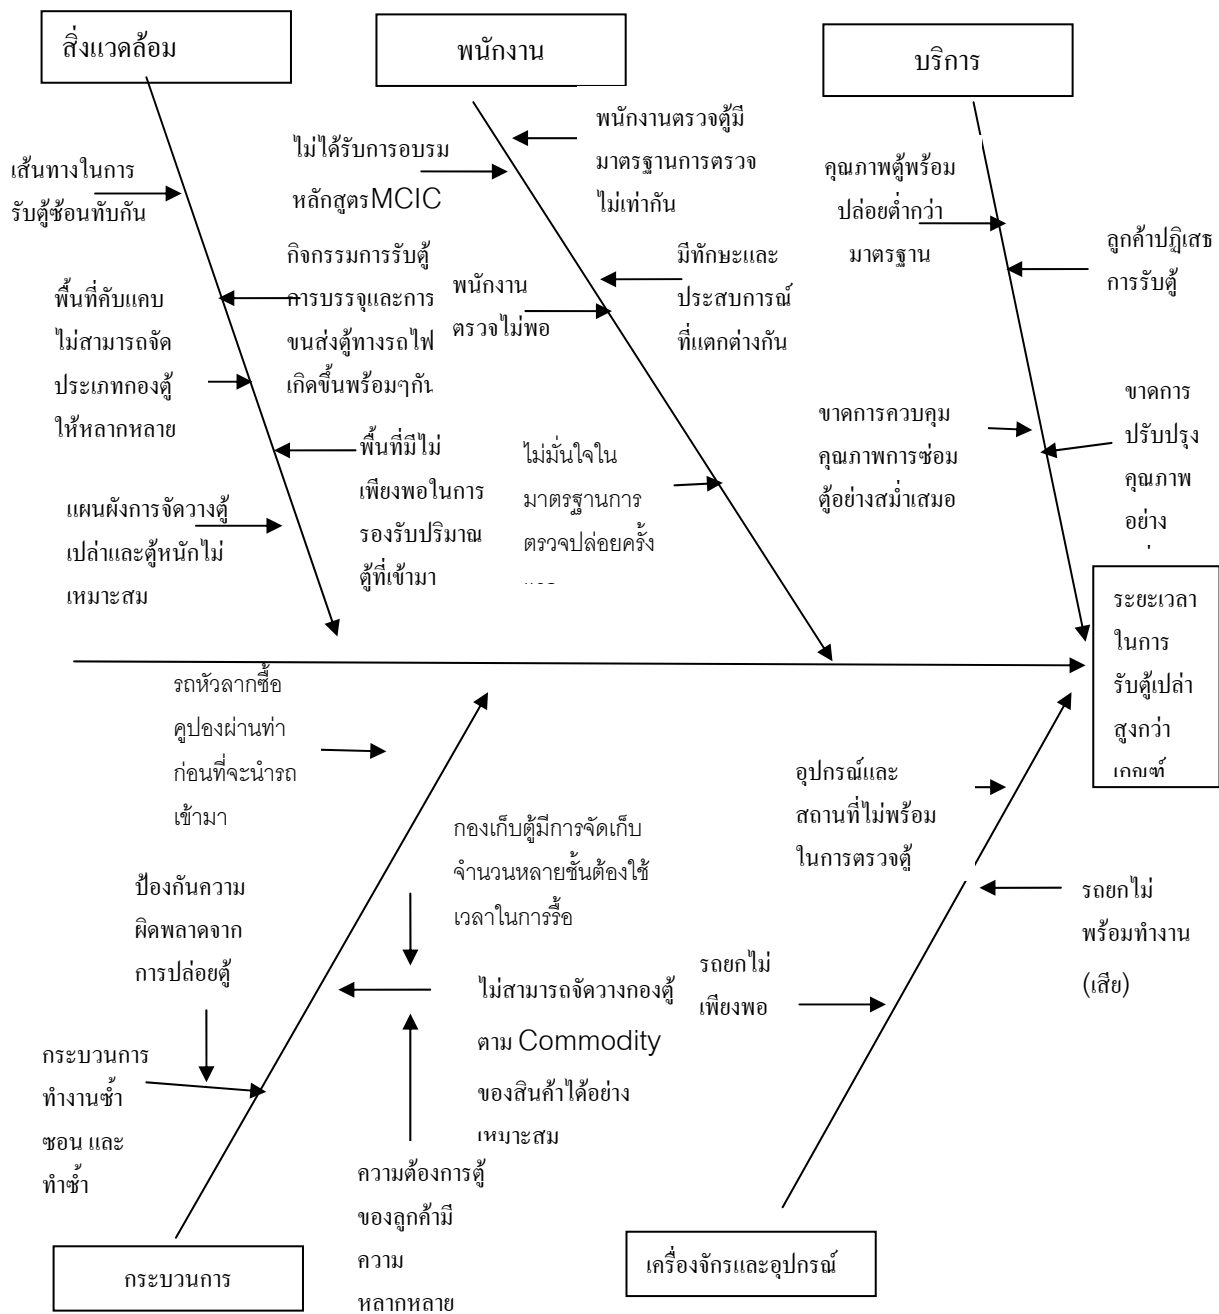 สิ่งแวดล้อม
พนักงาน
บริการ
เส้นทางในการ
รับตู้ซ้อนทับกัน
พื้นที่คับแคบ
ไม่สามารถจัด
ประเภทกองตู้
ให้หลากหลาย
แผนผังการจัดวางตู้
เปล่าและตู้หนักไม่
เหมาะสม
กิจกรรมการรับตู้
การบรรจุและการ
ขนส่งตู้ทางรถไฟ
เกิดขึ้นพร้อมๆกัน
พื้นที่มีไม่
เพียงพอในการ
รองรับปริมาณ
ตู้ที่เข้ามา
ไม่ได้รับการอบรม
หลักสูตรMCIC
พนักงาน
ตรวจไม่พอ
พนักงานตรวจตู้มี
มาตรฐานการตรวจ
ไม่เท่ากัน
มีทักษะและ
ประสบการณ์
ที่แตกต่างกัน
ไม่มั่นใจใน
มาตรฐานการ
ตรวจปล่อยครั้ง
คุณภาพตู้พร้อม
ปล่อยต่ำกว่า
มาตรฐาน
ลูกค้าปฏิเสธ
การรับตู้
ขาดการควบคุม
คุณภาพการซ่อม
ตู้อย่างสม่ำเสมอ
ขาดการ
ปรับปรุง
คุณภาพ
อย่าง
ระยะเวลา
ในการ
รับตู้เปล่า
สูงกว่า
เกณฑ์
รถหัวลากซื้อ
คูปองผ่านท่า
ก่อนที่จะนำรถ
เข้ามา
กองเก็บตู้มีการจัดเก็บ
จำนวนหลายชั้นต้องใช้
เวลาในการรื้อ
ป้องกันความ
ผิดพลาดจาก
การปล่อยตู้
กระบวนการ
ทำงานซ้ำ
ซอน และ
ทำซ้ำ
ไม่สามารถจัดวางกองตู้
ตาม Commodity
ของสินค้าได้อย่าง
เหมาะสม
ความต้องการตู้
ของลูกค้ามี
ความ
หลากหลาย
อุปกรณ์และ
สถานที่ไม่พร้อม
ในการตรวจตู้
รถยกไม่
พร้อมทำงาน
(เสีย)
รถยกไม่
เพียงพอ
กระบวนการ
เครื่องจักรและอุปกรณ์